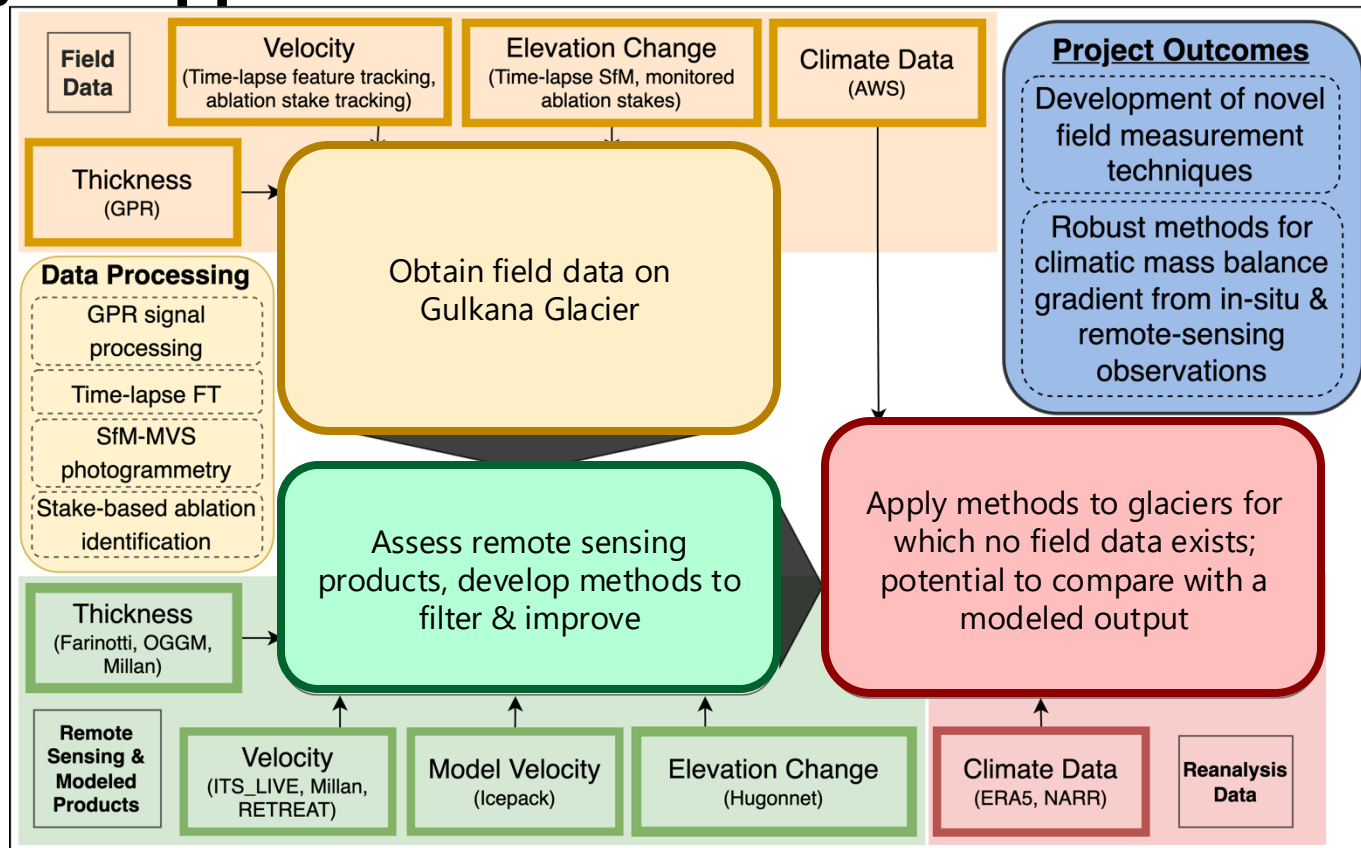 Field
Data
Velocity
(Time-lapse feature tracking,
ablation stake tracking)
Elevation Change
(Time-lapse SfM, monitored
ablation stakes)
Climate Data
(AWS)
Thickness
(GPR)
Project Outcomes
Development of novel
field measurement
techniques
Robust methods for
climatic mass balance
gradient from in-situ &
remote-sensing
observations
Data Processing
GPR signal
processing
Time-lapse FT
SfM-MVS
photogrammetry
Stake-based ablation
identification
Obtain field data on
Gulkana Glacier
Assess remote sensing
products, develop methods to
filter & improve
Apply methods to glaciers for
which no field data exists;
potential to compare with a
modeled output
Thickness
(Farinotti, OGGM,
Millan)
Remote
Sensing &
Modeled
Products
Velocity
(ITS_LIVE, Millan,
RETREAT)
Model Velocity
(Icepack)
Elevation Change
(Hugonnet)
Climate Data
(ERA5, NARR)
Reanalysis
Data